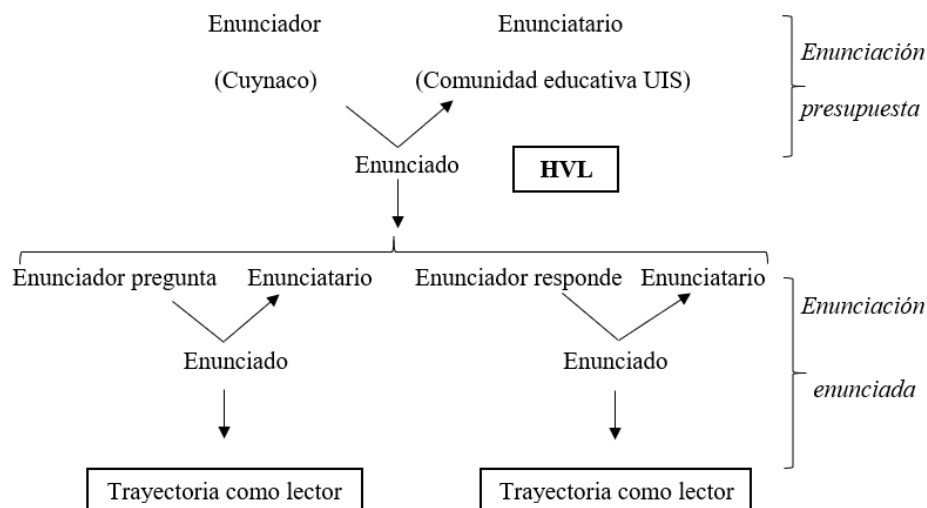 Enunciador Enunciatario
Enunciación
(Cuynaco) (Comunidad educativa UIS)
presupuesta
Enunciado HVL
Enunciador pregunta Enunciatario Enunciador responde Enunciatario
Enunciación
Enunciado Enunciado
enunciada
Trayectoria como lector Trayectoria como lector